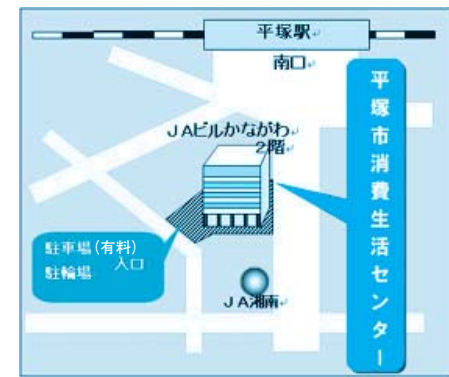 平塚駅
南口
JAビルかながわ
2階
平塚市消費生活センター
駐車場(有料)
入口
駐輪場
JA湘南